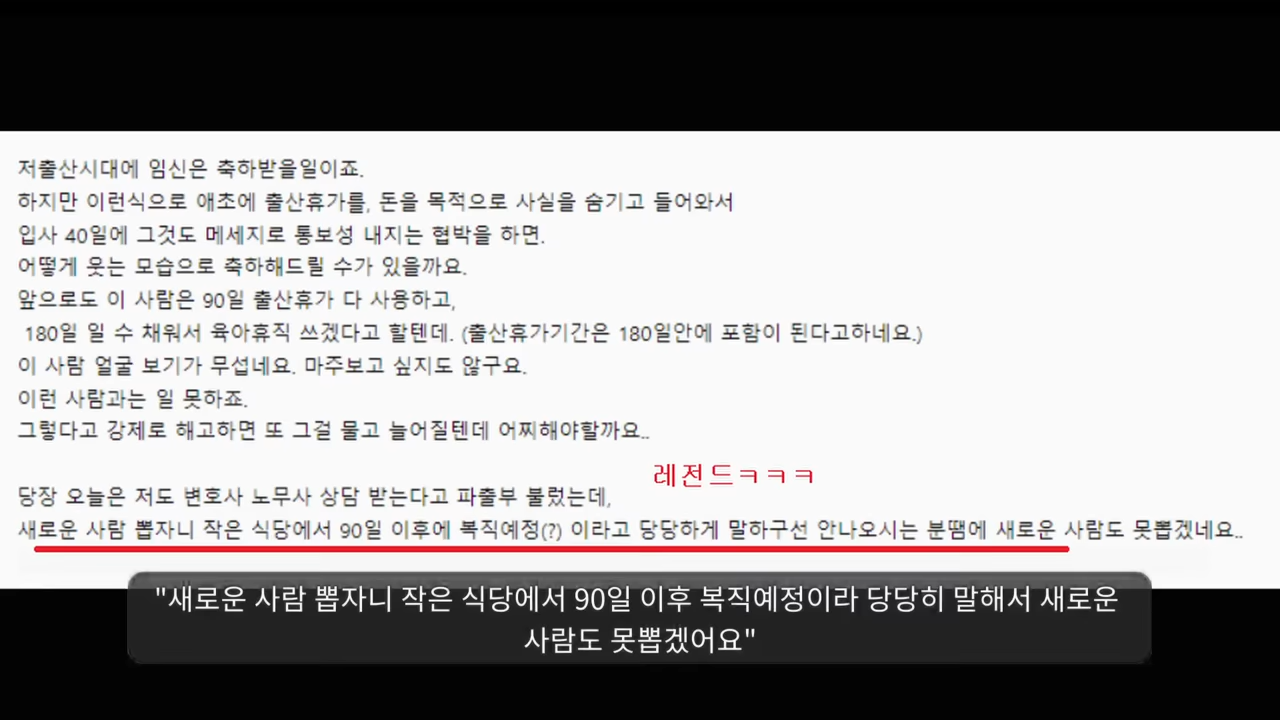 저출산시대에 임신은 축하받을일이죠.
하지만 이런식으로 애초에 출산휴가를, 돈을 목적으로 사실을 숨기고 들어와서
입사 40일에 그것도 메세지로 통보성 내지는 협박을 하면.
어떻게 웃는 모습으로 축하해드릴 수가 있을까요.
앞으로도 이 사람은 90일 출산휴가 다 사용하고,
180일 일 수 채워서 육아휴직 쓰겠다고 할텐데. (출산휴가기간은 180일안에 포함이 된다고하네요.)
이 사람 얼굴 보기가 무섭네요. 마주보고 싶지도 않구요.
이런 사람과는 일 못하죠.
그렇다고 강제로 해고하면 또 그걸 물고 늘어질텐데 어찌해야할까요..
레전드ㅋㅋㅋ
당장 오늘은 저도 변호사 노무사 상담 받는다고 파출부 불렀는데,
새로운 사람 뽑자니 작은 식당에서 90일 이후에 복직예정(?) 이라고 당당하게 말하구선 안나오시는 분땜에 새로운 사람도 못뽑겠네요..
"새로운 사람 뽑자니 작은 식당에서 90일 이후 복직예정이라 당당히 말해서 새로운
사람도 못뽑겠어요"